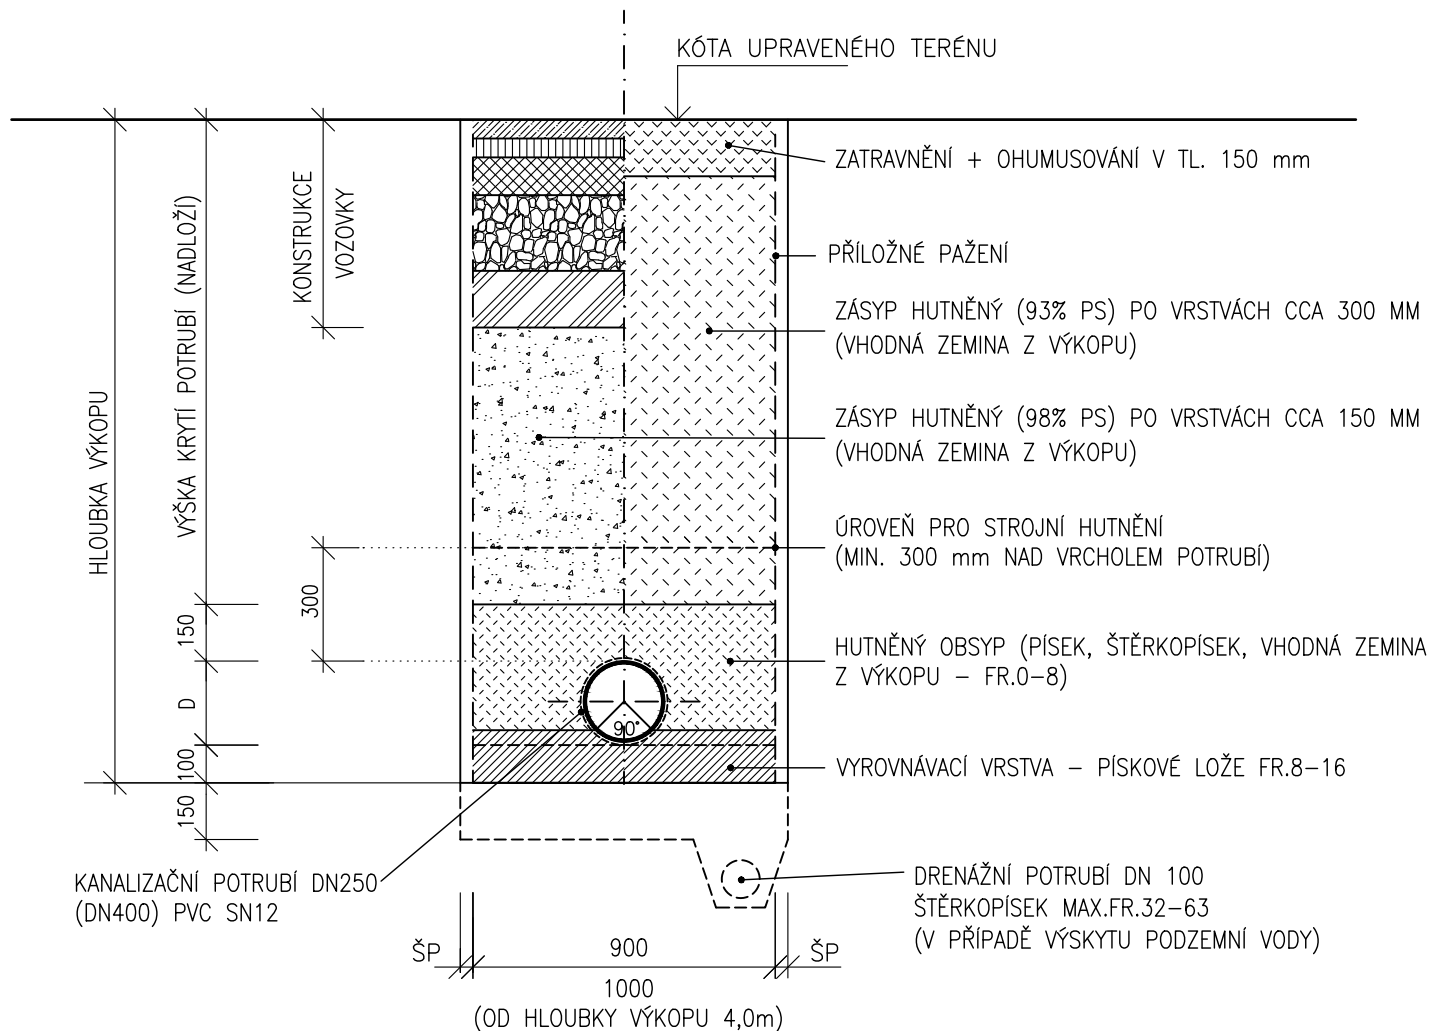 KÓTA UPRAVENÉHO TERÉNU
ZATRAVNĚNÍ + OHUMUSOVÁNÍ V TL. 150 mm
PŘÍLOŽNÉ PAŽENÍ
ZÁSYP HUTNĚNÝ (93% PS) PO VRSTVÁCH CCA 300 MM
(VHODNÁ ZEMINA Z VÝKOPU)
ZÁSYP HUTNĚNÝ (98% PS) PO VRSTVÁCH CCA 150 MM
(VHODNÁ ZEMINA Z VÝKOPU)
ÚROVEŇ PRO STROJNÍ HUTNĚNÍ
(MIN. 300 mm NAD VRCHOLEM POTRUBÍ)
HUTNĚNÝ OBSYP (PÍSEK, ŠTĚRKOPÍSEK, VHODNÁ ZEMINA
Z VÝKOPU – FR.0–8)
VYROVNÁVACÍ VRSTVA – PÍSKOVÉ LOŽE FR.8–16
DRENÁŽNÍ POTRUBÍ DN 100
ŠTĚRKOPÍSEK MAX.FR.32–63
(V PŘÍPADĚ VÝSKYTU PODZEMNÍ VODY)
HLOUBKA VÝKOPU
VÝŠKA KRYTÍ POTRUBÍ (NADLOŽÍ)
KONSTRUKCE
VOZOVKY
300
150
D
100
150
90°
KANALIZAČNÍ POTRUBÍ DN250
(DN400) PVC SN12
ŠP
900
ŠP
1000
(OD HLOUBKY VÝKOPU 4,0m)